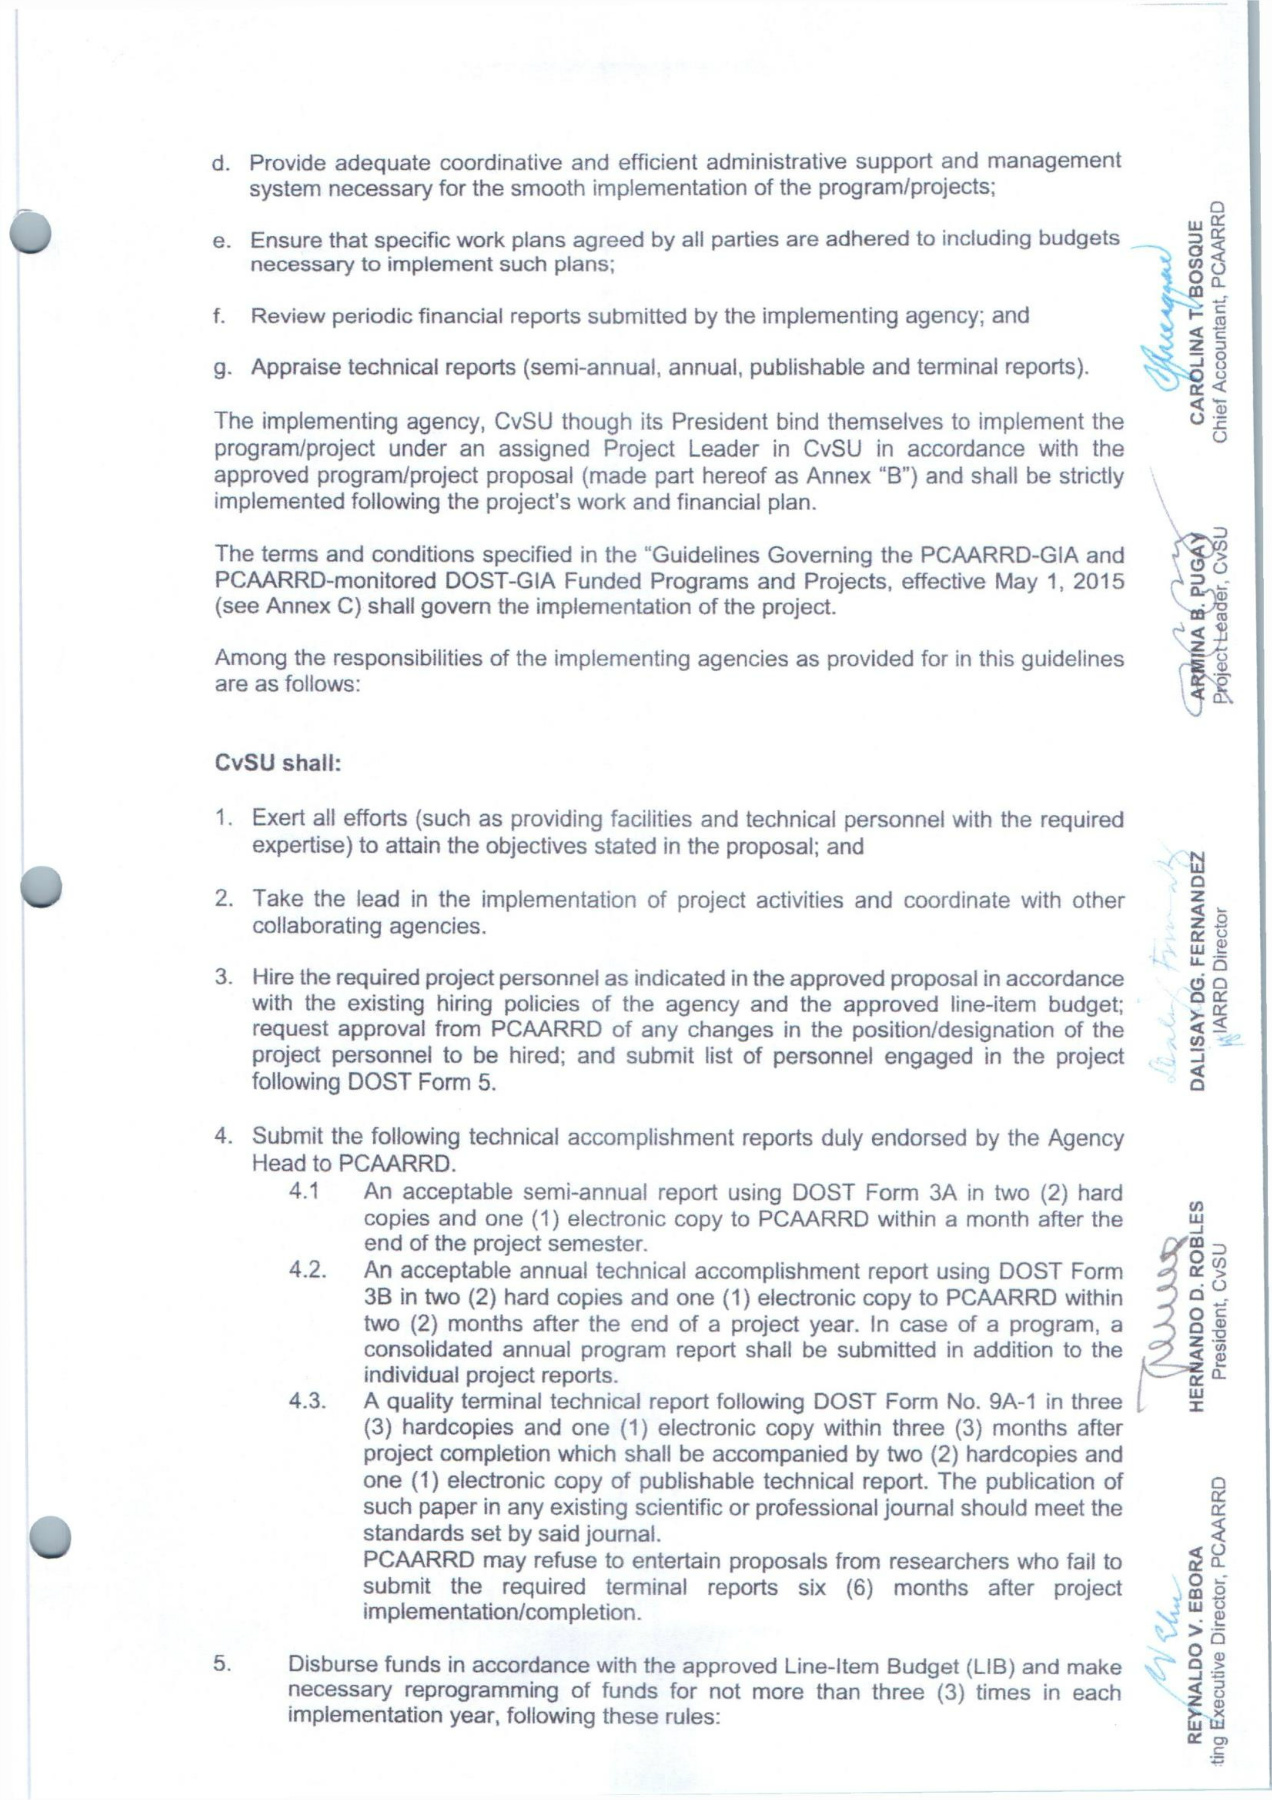 d. Provide adequate coordinative and efficient administrative support and management
system necessary for the smooth implementation of the program/projects;
e. Ensure that specific work plans agreed by all parties are adhered to including budgets
necessary to implement such plans;
f. Review periodic financial reports submitted by the implementing agency; and
g. Appraise technical reports (semi-annual, annual, publishable and terminal reports).
The implementing agency, CvSU though its President bind themselves to implement the
program/project under an assigned Project Leader in CvSU in accordance with the
approved program/project proposal (made part hereof as Annex “B”) and shall be strictly
implemented following the project's work and financial plan.
The terms and conditions specified in the “Guidelines Governing the PCAARRD-GIA and
PCAARRD-monitored DOST-GIA Funded Programs and Projects, effective May 1, 2015
(see Annex C) shall govern the implementation of the project.
Among the responsibilities of the implementing agencies as provided for in this guidelines
are as follows:
CvSU shall:
1. Exert all efforts (such as providing facilities and technical personnel with the required
expertise) to attain the objectives stated in the proposal; and
2. Take the lead in the implementation of project activities and coordinate with other
collaborating agencies.
3. Hire the required project personnel as indicated in the approved proposal in accordance
with the existing hiring policies of the agency and the approved line-item budget;
request approval from PCAARRD of any changes in the position/designation of the
project personnel to be hired; and submit list of personnel engaged in the project
following DOST Form 5.
4. Submit the following technical accomplishment reports duly endorsed by the Agency
Head to PCAARRD.
4.1 An acceptable semi-annual report using DOST Form 3A in two (2) hard
copies and one (1) electronic copy to PCAARRD within a month after the
end of the project semester.
4.2. An acceptable annual technical accomplishment report using DOST Form
3B in two (2) hard copies and one (1) electronic copy to PCAARRD within
two (2) months after the end of a project year. In case of a program, a
consolidated annual program report shall be submitted in addition to the
individual project reports.
4.3. A quality terminal technical report following DOST Form No. 9A-1 in three
(3) hardcopies and one (1) electronic copy within three (3) months after
project completion which shall be accompanied by two (2) hardcopies and
one (1) electronic copy of publishable technical report. The publication of
such paper in any existing scientific or professional journal should meet the
standards set by said journal.
PCAARRD may refuse to entertain proposals from researchers who fail to
submit the required terminal reports six (6) months after project
implementation/completion.
5. Disburse funds in accordance with the approved Line-Item Budget (LIB) and make
necessary reprogramming of funds for not more than three (3) times in each
implementation year, following these rules:
CAROLINA T. BOSQUE
Chief Accountant, PCAARRD
ARMINA B. PUGAY
Project Leader, CvSU
DALISAY DG. FERNANDEZ
IARRD Director
HERNANDO D. ROBLES
President, CvSU
REYNALDO V. EBORA
ting Executive Director, PCAARRD